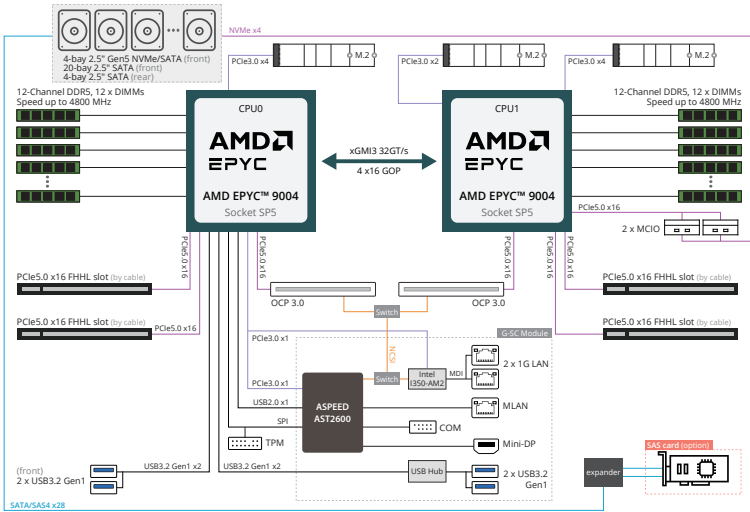 NVMe x4
4-bay 2.5" Gen5 NVMe/SATA (front)
20-bay 2.5" SATA (front)
4-bay 2.5" SATA (rear)
PCIe3.0 x4
M.2
PCIe3.0 x2
M.2
PCIe3.0 x4
M.2
12-Channel DDR5, 12 x DIMMs
Speed up to 4800 MHz
12-Channel DDR5, 12 x DIMMs
Speed up to 4800 MHz
CPU0
AMD
EPYC
AMD EPYC™ 9004
Socket SP5
xGMI3 32GT/s
4 x16 GOP
CPU1
AMD
EPYC
AMD EPYC™ 9004
Socket SP5
PCIe5.0 x16
2 x MCIO
PCIe5.0 x16
PCIe5.0 x16
PCIe5.0 x16
PCIe5.0 x16
PCIe5.0 x16 FHHL slot (by cable)
OCP 3.0
OCP 3.0
PCIe5.0 x16 FHHL slot (by cable)
PCIe5.0 x16 FHHL slot (by cable)
PCIe5.0 x16
Switch
PCIe5.0 x16 FHHL slot (by cable)
PCIe3.0 x1
G-SC Module
NCSI
2 x 1G LAN
PCIe3.0 x1
Switch
Intel
I350-AM2
MDI
USB2.0 x1
ASPEED
AST2600
MLAN
SPI
TPM
COM
Mini-DP
(front)
2 x USB3.2 Gen1
USB3.2 Gen1 x2
USB3.2 Gen1 x2
USB Hub
2 x USB3.2
Gen1
SAS card (option)
expander
SATA/SAS4 x28